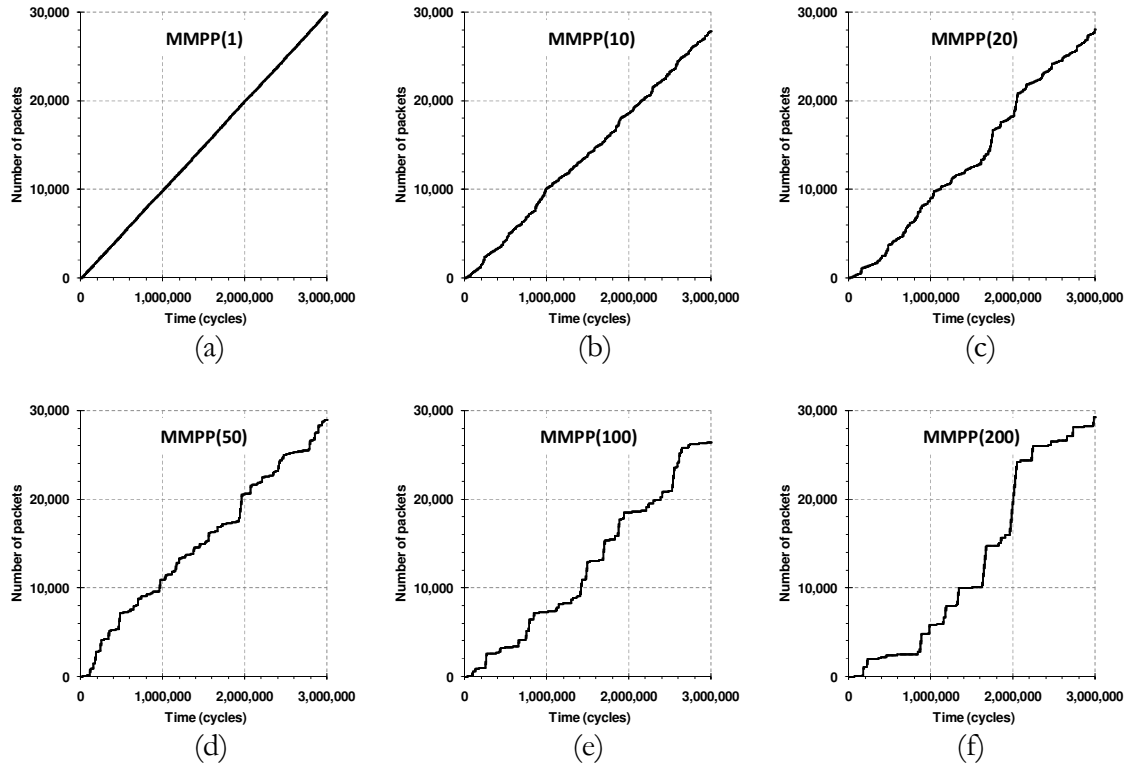 30,000
MMPP(1)
20,000
10,000
0
Number of packets
0 1,000,000 2,000,000 3,000,000
Time (cycles)
(a)
30,000
MMPP(10)
20,000
10,000
0
Number of packets
0 1,000,000 2,000,000 3,000,000
Time (cycles)
(b)
30,000
MMPP(20)
20,000
10,000
0
Number of packets
0 1,000,000 2,000,000 3,000,000
Time (cycles)
(c)
30,000
MMPP(50)
20,000
10,000
0
Number of packets
0 1,000,000 2,000,000 3,000,000
Time (cycles)
(d)
30,000
MMPP(100)
20,000
10,000
0
Number of packets
0 1,000,000 2,000,000 3,000,000
Time (cycles)
(e)
30,000
MMPP(200)
20,000
10,000
0
Number of packets
0 1,000,000 2,000,000 3,000,000
Time (cycles)
(f)